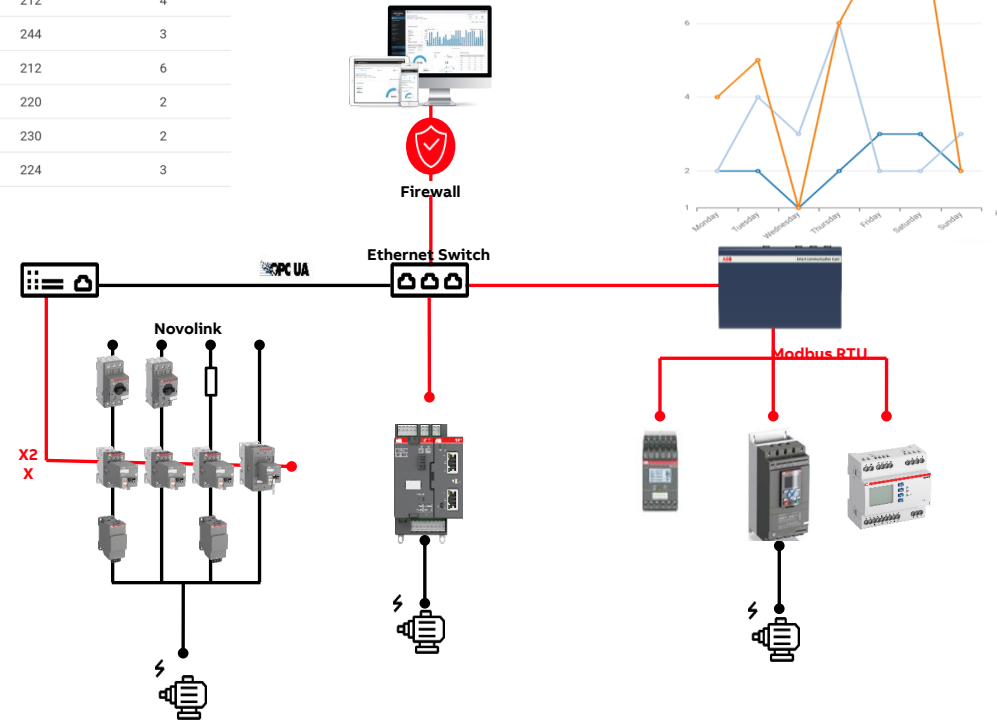 212 4
244 3
212 6
220 2
230 2
224 3
6
4
2
1
Monday
Tuesday
Wednesday
Thursday
Friday
Saturday
Sunday
Firewall
Ethernet Switch
OPC UA
ABB
Novolink
Modbus RTU
X2
X